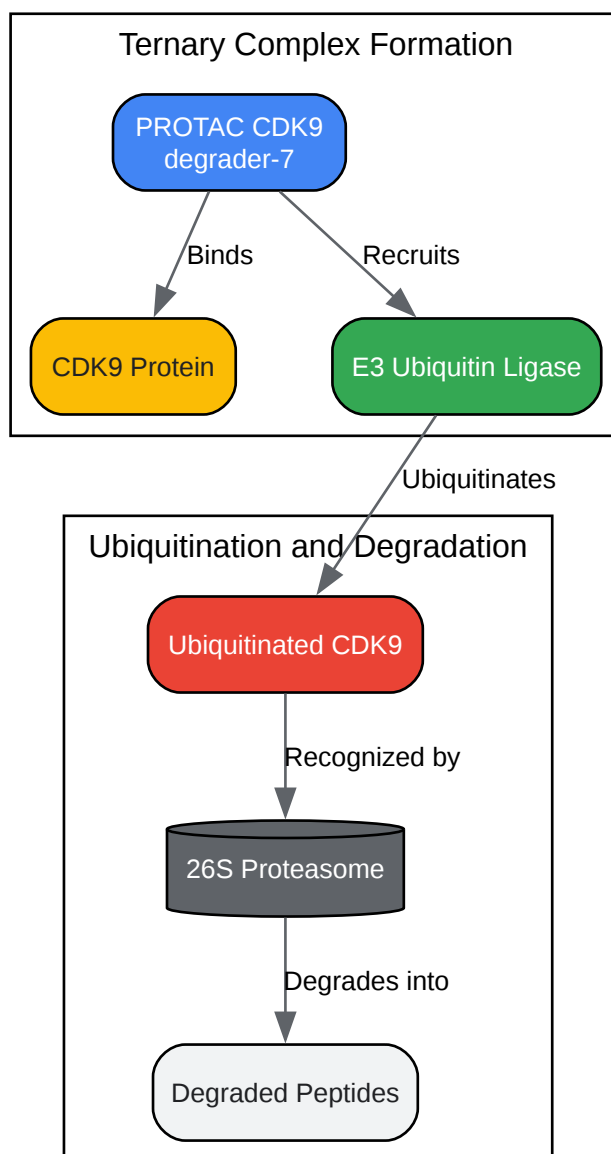 Ternary Complex Formation
PROTAC CDK9
degrader-7
Binds
Recruits
CDK9 Protein
E3 Ubiquitin Ligase
Ubiquitinates
Ubiquitination and Degradation
Ubiquitinated CDK9
Recognized by
26S Proteasome
Degrades into
Degraded Peptides